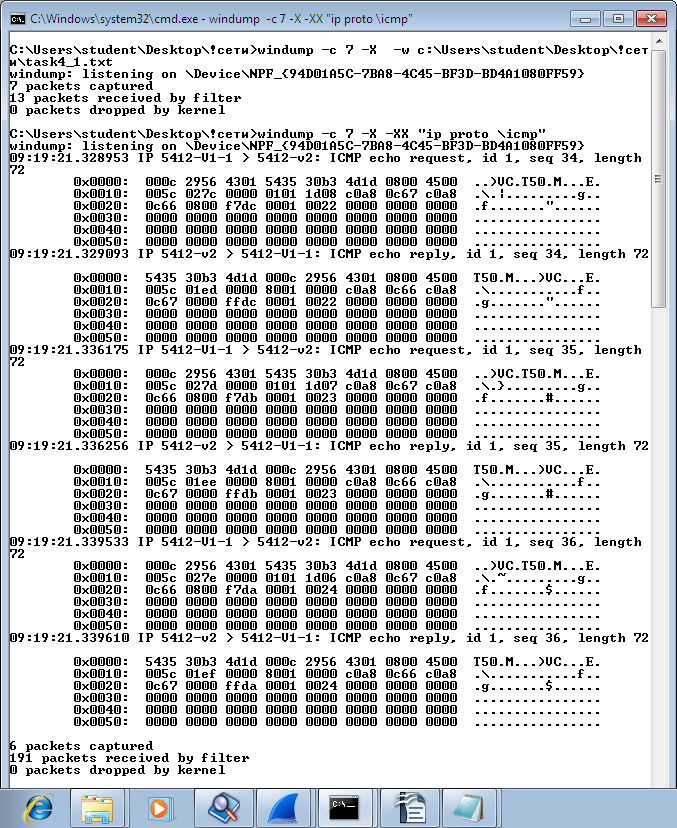 C:\Windows\system32\cmd.exe - windump -c 7 -X -XX "ip proto \icmp"
C:\Users\student\Desktop\!сети>windump -c 7 -X  -w c:\Users\student\Desktop\!сет
и\task4_1.txt
windump: listening on \Device\NPF_{94D01A5C-7BA8-4C45-BF3D-BD4A1080FF59}
7 packets captured
13 packets received by filter
0 packets dropped by kernel
C:\Users\student\Desktop\!сети>windump -c 7 -X -XX "ip proto \icmp"
windump: listening on \Device\NPF_{94D01A5C-7BA8-4C45-BF3D-BD4A1080FF59}
09:19:21.328953 IP 5412-V1-1 > 5412-v2: ICMP echo request, id 1, seq 34, length
72
0x0000:  000c 2956 4301 5435 30b3 4d1d 0800 4500  ..)VC.T50.M...E.
0x0010:  005c 027c 0000 0101 1d08 c0a8 0c67 c0a8  .\.|.........g..
0x0020:  0c66 0800 f7dc 0001 0022 0000 0000 0000  .f......."......
0x0030:  0000 0000 0000 0000 0000 0000 0000 0000  ................
0x0040:  0000 0000 0000 0000 0000 0000 0000 0000  ................
0x0050:  0000 0000 0000 0000 0000 0000 0000 0000  ................
09:19:21.329093 IP 5412-v2 > 5412-V1-1: ICMP echo reply, id 1, seq 34, length 72
0x0000:  5435 30b3 4d1d 000c 2956 4301 0800 4500  T50.M...)VC...E.
0x0010:  005c 01ed 0000 8001 0000 c0a8 0c66 c0a8  .\...........f..
0x0020:  0c67 0000 ffdc 0001 0022 0000 0000 0000  .g......."......
0x0030:  0000 0000 0000 0000 0000 0000 0000 0000  ................
0x0040:  0000 0000 0000 0000 0000 0000 0000 0000  ................
0x0050:  0000 0000 0000 0000 0000 0000 0000 0000  ................
09:19:21.336175 IP 5412-V1-1 > 5412-v2: ICMP echo request, id 1, seq 35, length
72
0x0000:  000c 2956 4301 5435 30b3 4d1d 0800 4500  ..)VC.T50.M...E.
0x0010:  005c 027d 0000 0101 1d07 c0a8 0c67 c0a8  .\.}.........g..
0x0020:  0c66 0800 f7db 0001 0023 0000 0000 0000  .f.......#......
0x0030:  0000 0000 0000 0000 0000 0000 0000 0000  ................
0x0040:  0000 0000 0000 0000 0000 0000 0000 0000  ................
0x0050:  0000 0000 0000 0000 0000 0000 0000 0000  ................
09:19:21.336256 IP 5412-v2 > 5412-V1-1: ICMP echo reply, id 1, seq 35, length 72
0x0000:  5435 30b3 4d1d 000c 2956 4301 0800 4500  T50.M...)VC...E.
0x0010:  005c 01ee 0000 8001 0000 c0a8 0c66 c0a8  .\...........f..
0x0020:  0c67 0000 ffdb 0001 0023 0000 0000 0000  .g.......#......
0x0030:  0000 0000 0000 0000 0000 0000 0000 0000  ................
0x0040:  0000 0000 0000 0000 0000 0000 0000 0000  ................
0x0050:  0000 0000 0000 0000 0000 0000 0000 0000  ................
09:19:21.339533 IP 5412-V1-1 > 5412-v2: ICMP echo request, id 1, seq 36, length
72
0x0000:  000c 2956 4301 5435 30b3 4d1d 0800 4500  ..)VC.T50.M...E.
0x0010:  005c 027e 0000 0101 1d06 c0a8 0c67 c0a8  .\.~.........g..
0x0020:  0c66 0800 f7da 0001 0024 0000 0000 0000  .f.......$......
0x0030:  0000 0000 0000 0000 0000 0000 0000 0000  ................
0x0040:  0000 0000 0000 0000 0000 0000 0000 0000  ................
0x0050:  0000 0000 0000 0000 0000 0000 0000 0000  ................
09:19:21.339610 IP 5412-v2 > 5412-V1-1: ICMP echo reply, id 1, seq 36, length 72
0x0000:  5435 30b3 4d1d 000c 2956 4301 0800 4500  T50.M...)VC...E.
0x0010:  005c 01ef 0000 8001 0000 c0a8 0c66 c0a8  .\...........f..
0x0020:  0c67 0000 ffda 0001 0024 0000 0000 0000  .g.......$......
0x0030:  0000 0000 0000 0000 0000 0000 0000 0000  ................
0x0040:  0000 0000 0000 0000 0000 0000 0000 0000  ................
0x0050:  0000 0000 0000 0000 0000 0000 0000 0000  ................
6 packets captured
191 packets received by filter
0 packets dropped by kernel